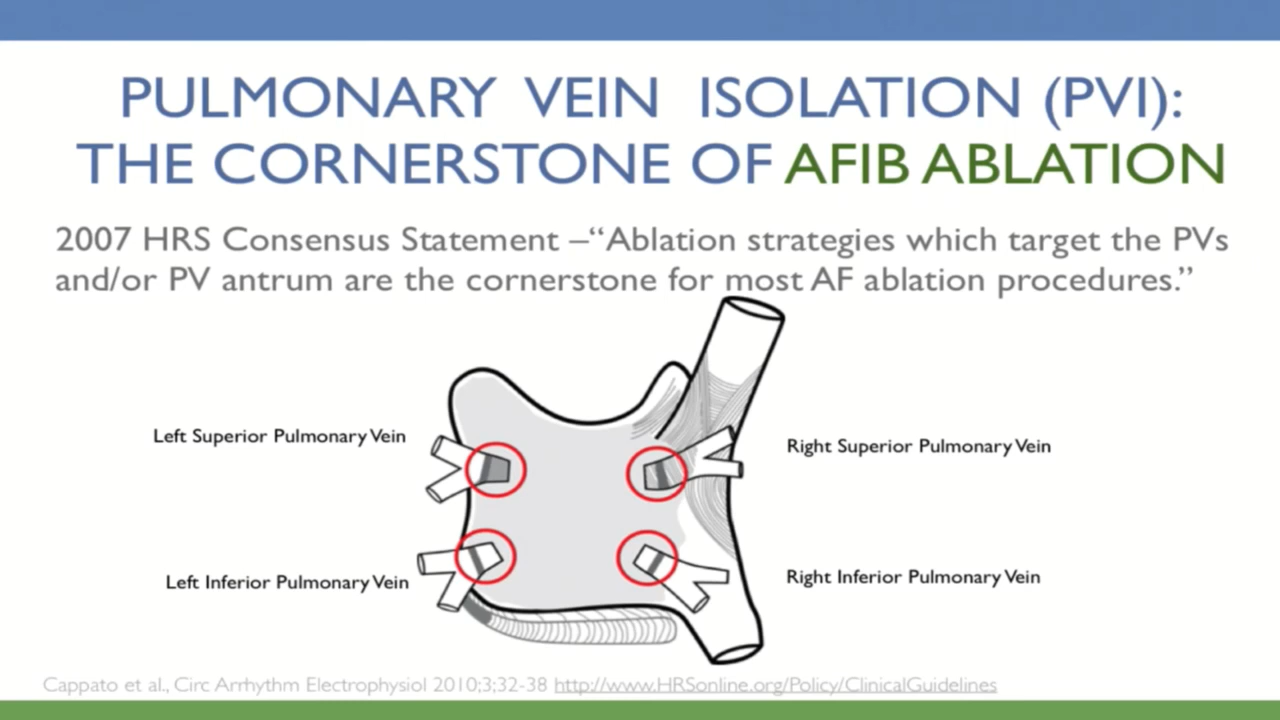 PULMONARY VEIN ISOLATION (PVI):
THE CORNERSTONE OF AFIB ABLATION
2007 HRS Consensus Statement –“Ablation strategies which target the PVs
and/or PV antrum are the cornerstone for most AF ablation procedures.”
Left Superior Pulmonary Vein
Right Superior Pulmonary Vein
Left Inferior Pulmonary Vein
Right Inferior Pulmonary Vein
Cappato et al., Circ Arrhythm Electrophysiol 2010;3;32-38 http://www.HRSonline.org/Policy/ClinicalGuidelines